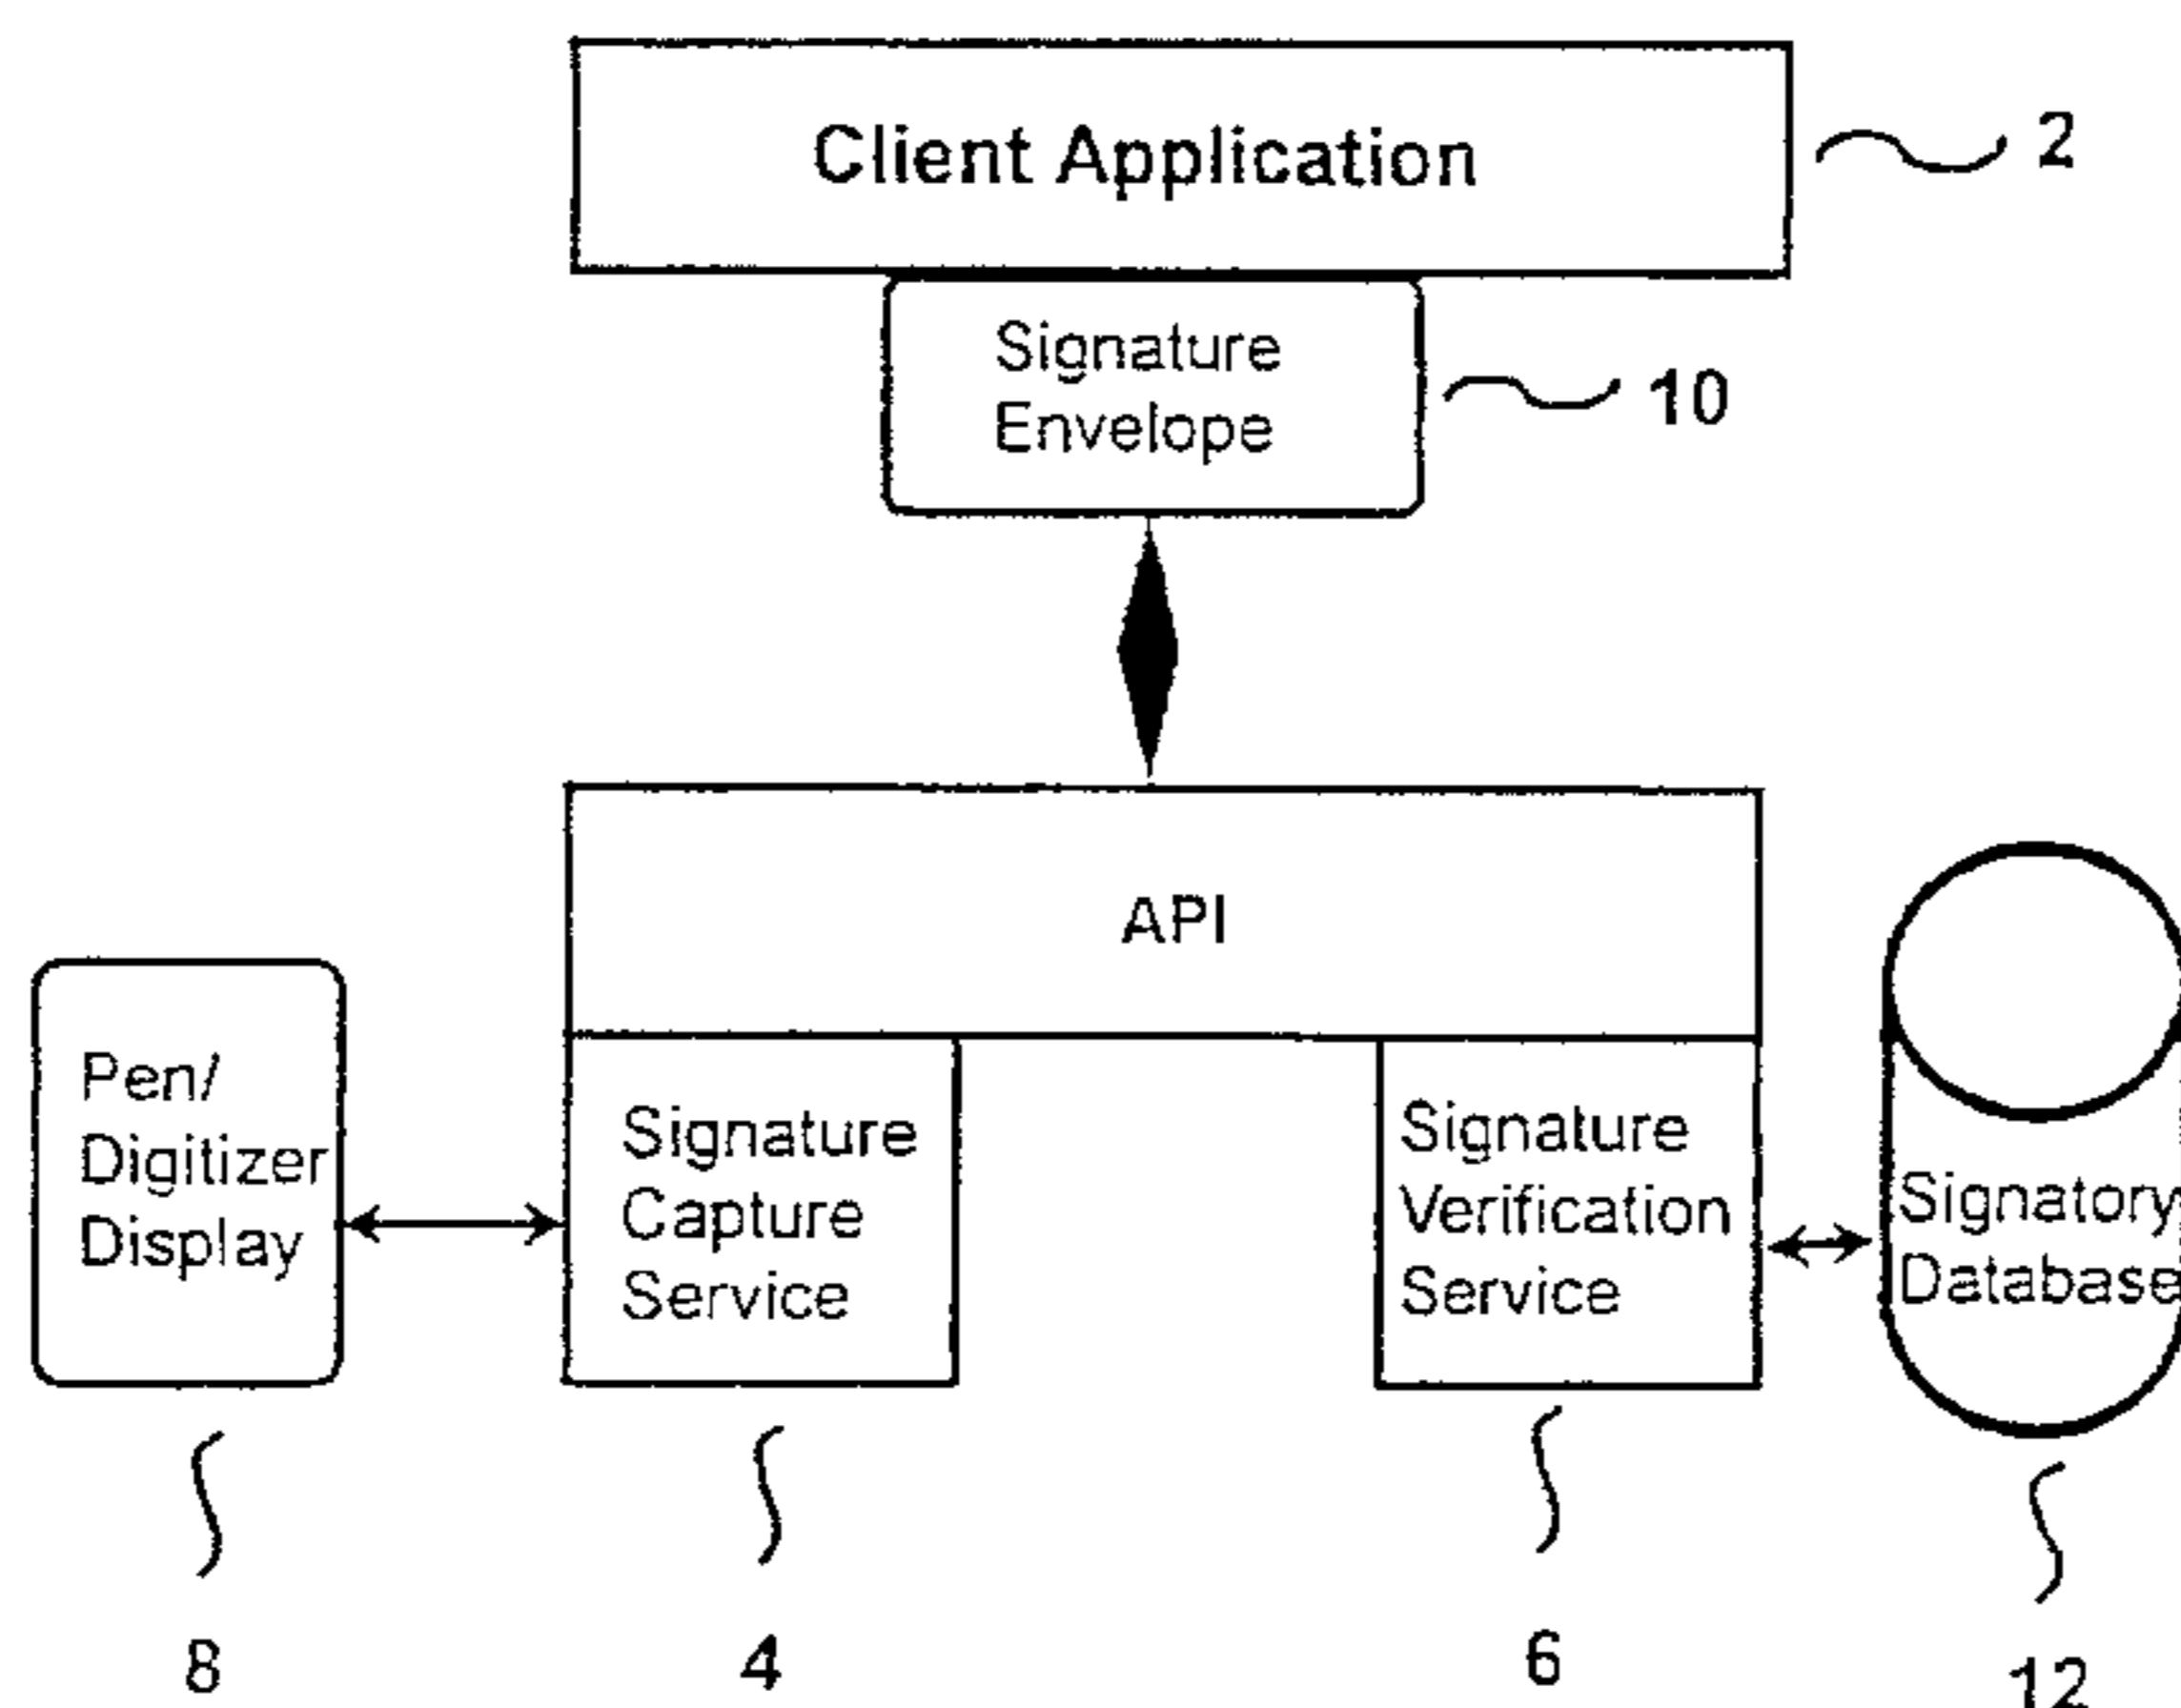 Client Application
2
Signature
Envelope
10
API
Pen/
Digitizer
Display
Signature
Capture
Service
Signature
Verification
Service
Signatory
Database
8
4
6
12